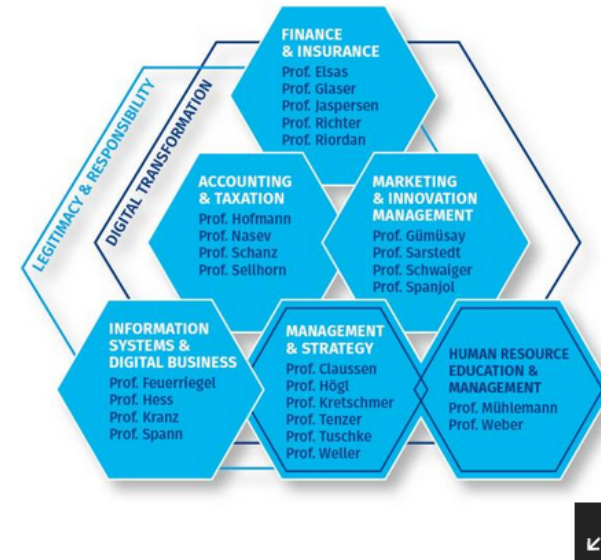 FINANCE
& INSURANCE
Prof. Elsas
Prof. Glaser
Prof. Jaspersen
Prof. Richter
Prof. Riordan
LEGITIMACY & RESPONSIBILITY
DIGITAL TRANSFORMATION
ACCOUNTING
& TAXATION
Prof. Hofmann
Prof. Nasev
Prof. Schanz
Prof. Sellhorn
MARKETING
& INNOVATION
MANAGEMENT
Prof. Gümüsay
Prof. Sarstedt
Prof. Schwaiger
Prof. Spanjol
INFORMATION
SYSTEMS &
DIGITAL BUSINESS
Prof. Feuerriegel
Prof. Hess
Prof. Kranz
Prof. Spann
MANAGEMENT
& STRATEGY
Prof. Claussen
Prof. Högl
Prof. Kretschmer
Prof. Tenzer
Prof. Tuschke
Prof. Weller
HUMAN RESOURCE
EDUCATION &
MANAGEMENT
Prof. Mühlemann
Prof. Weber